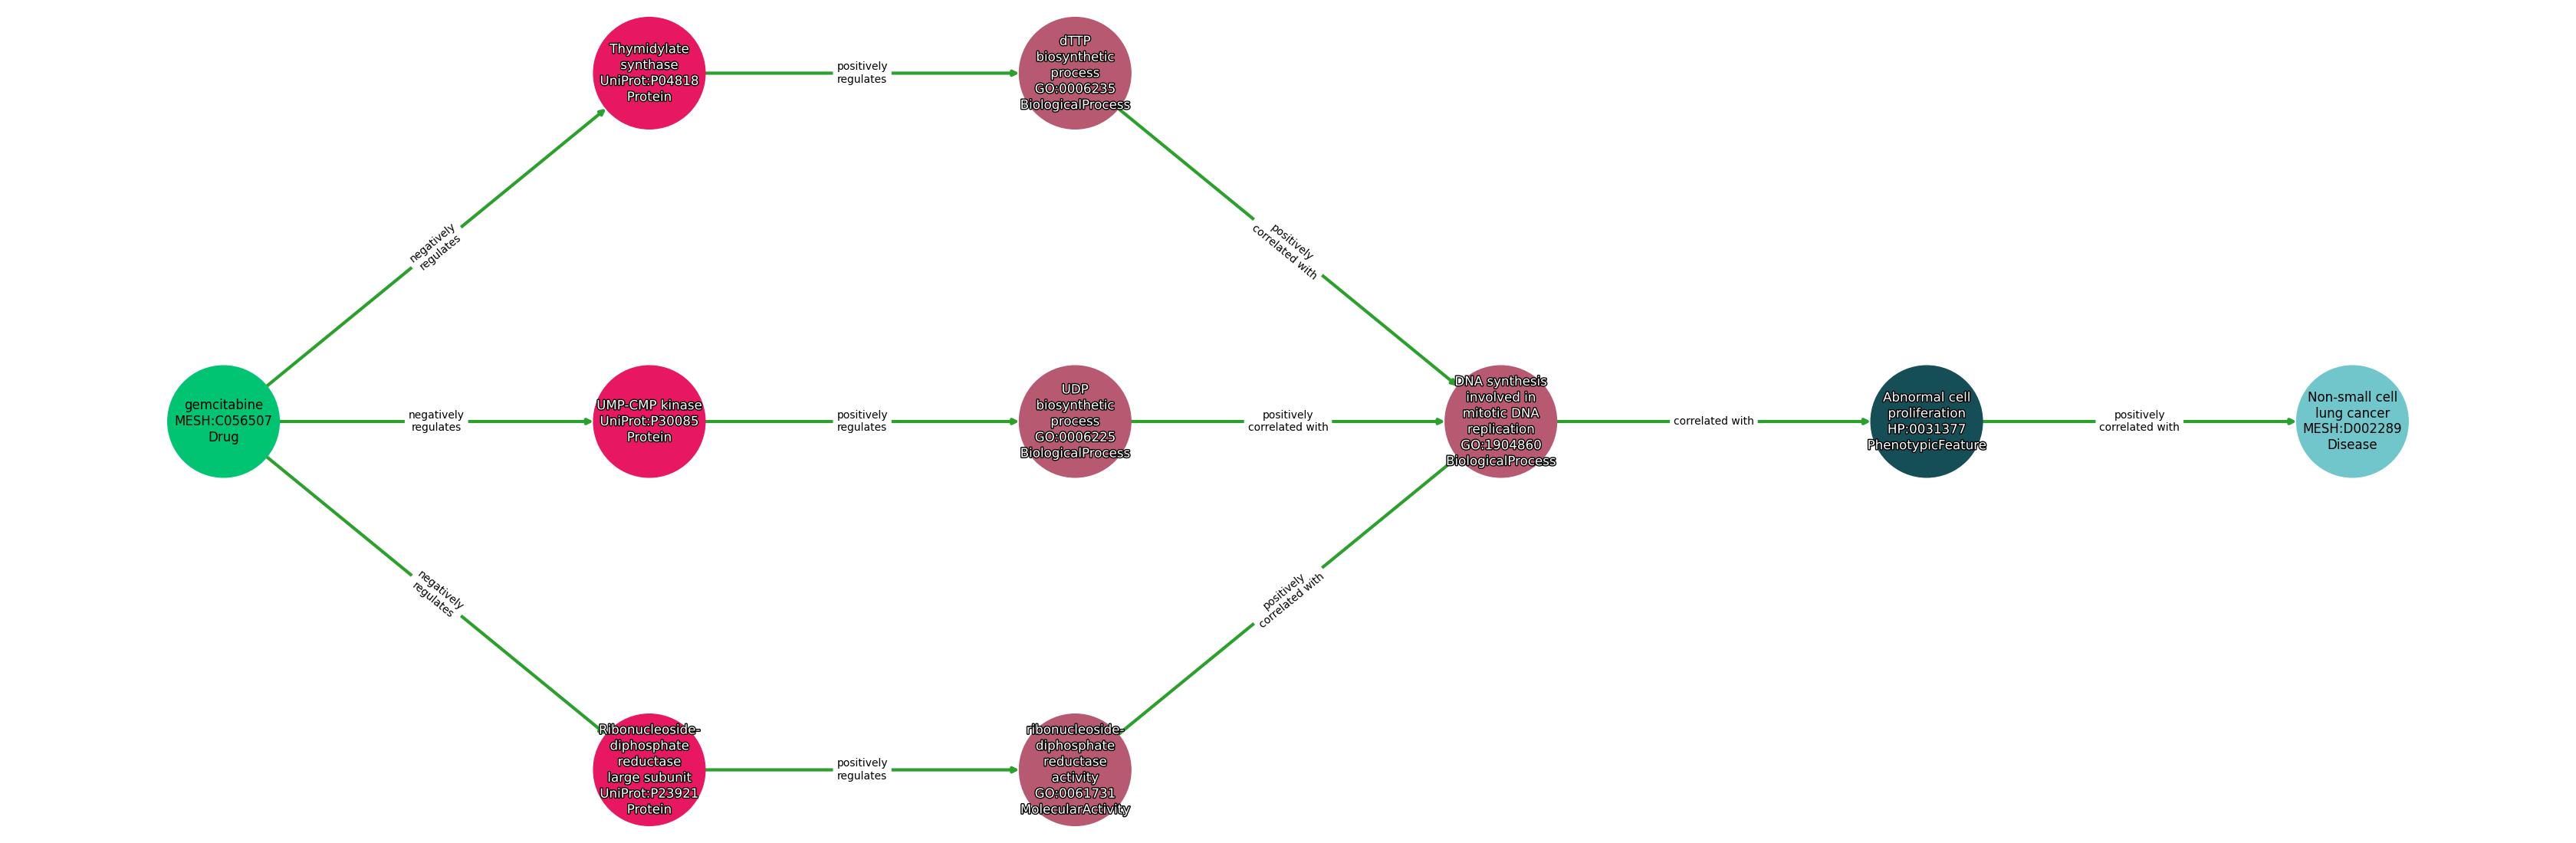 Thymidylate
synthase
UniProt:P04818
Protein
positively
regulates
dTTP
biosynthetic
process
GO:0006235
BiologicalProcess
negatively
regulates
positively
correlated with
gemcitabine
MESH:C056507
Drug
negatively
regulates
UMP-CMP kinase
UniProt:P30085
Protein
positively
regulates
UDP
biosynthetic
process
GO:0006225
BiologicalProcess
positively
correlated with
DNA synthesis
involved in
mitotic DNA
replication
GO:1904860
BiologicalProcess
correlated with
Abnormal cell
proliferation
HP:0031377
PhenotypicFeature
positively
correlated with
Non-small cell
lung cancer
MESH:D002289
Disease
negatively
regulates
positively
correlated with
Ribonucleoside-
diphosphate
reductase
large subunit
UniProt:P23921
Protein
positively
regulates
ribonucleoside-
diphosphate
reductase
activity
GO:0061731
MolecularActivity